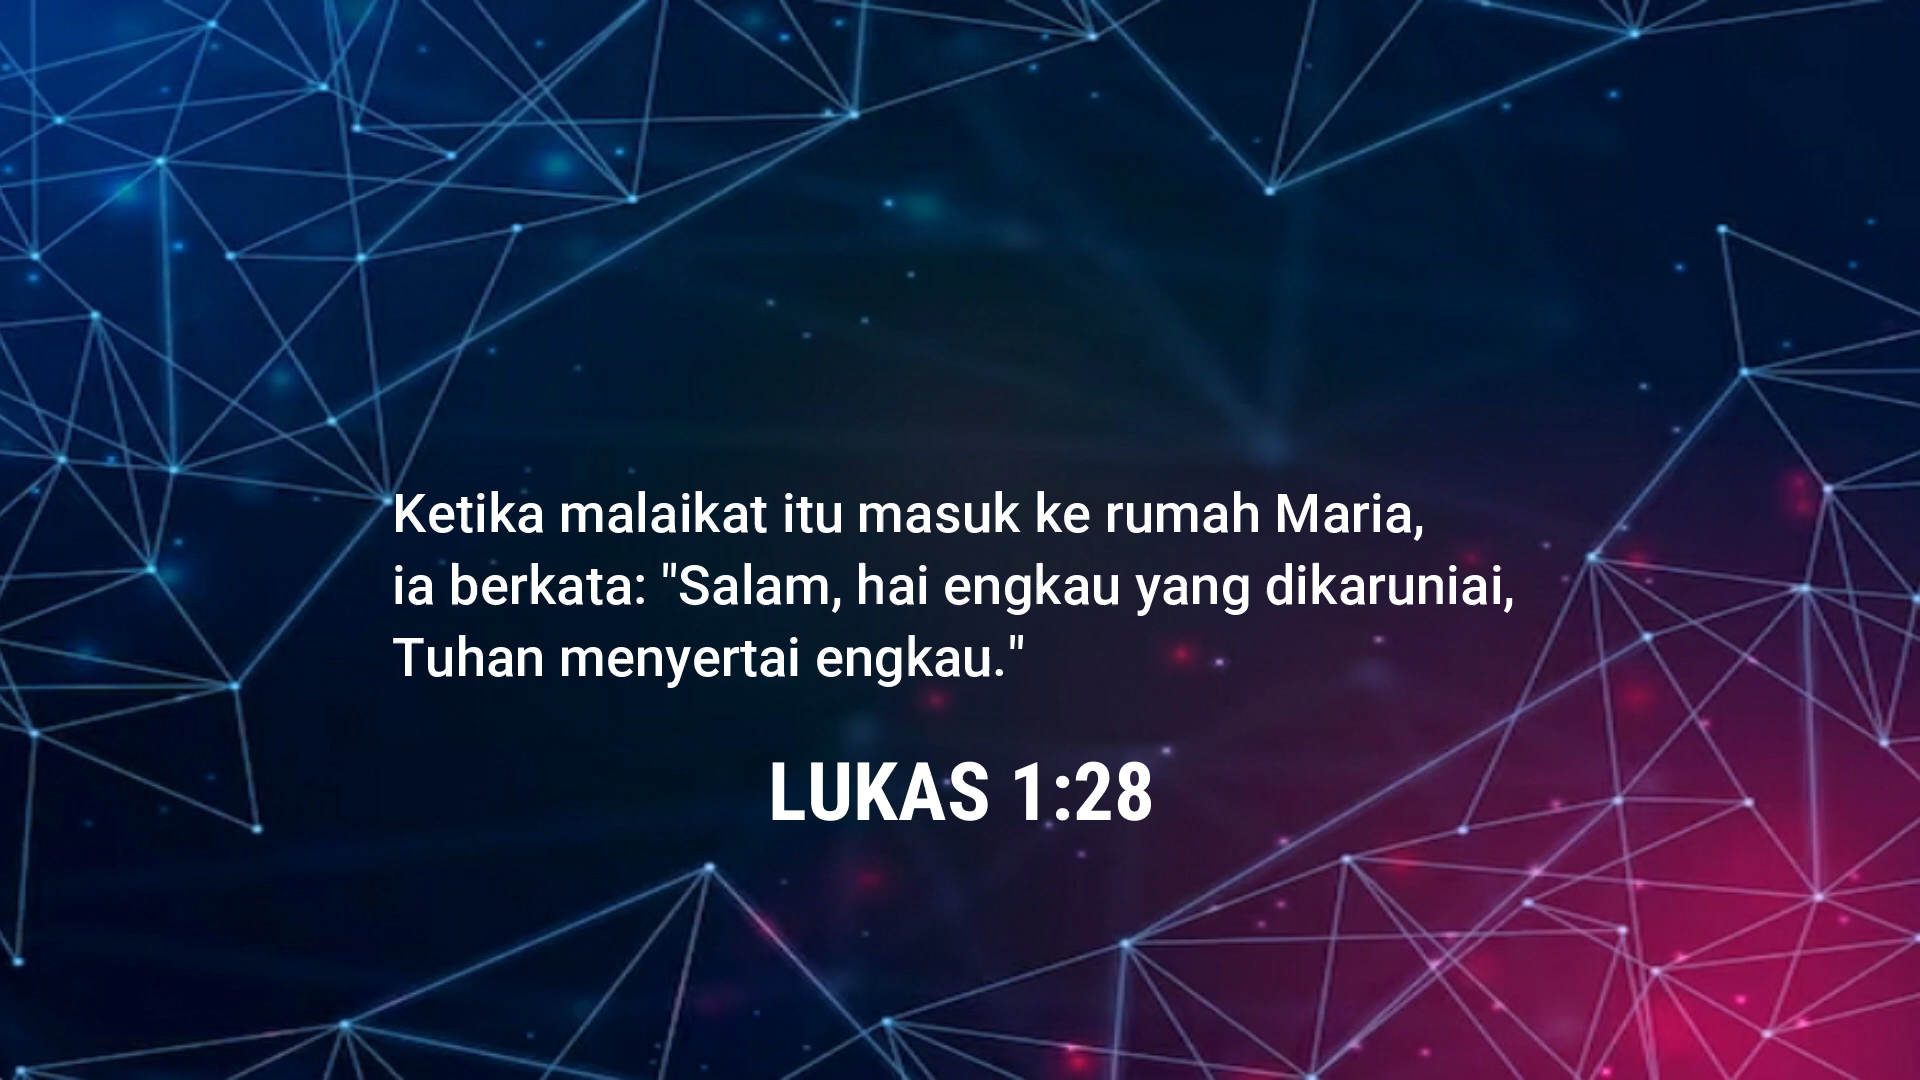 Ketika malaikat itu masuk ke rumah Maria,
ia berkata: "Salam, hai engkau yang dikaruniai,
Tuhan menyertai engkau."
LUKAS 1:28